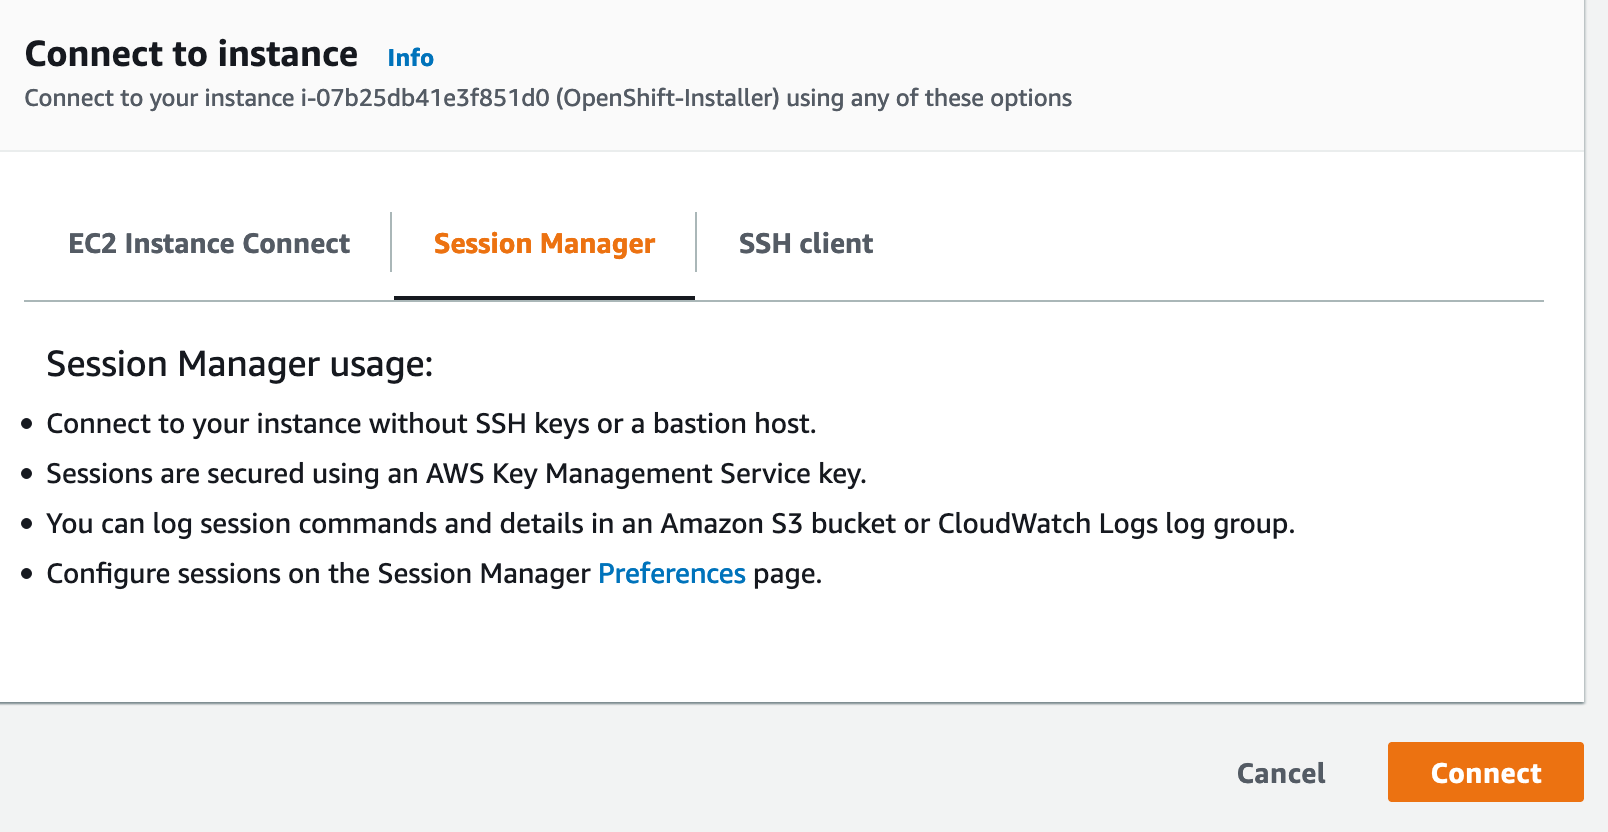 Connect to instance Info
Connect to your instance i-07b25db41e3f851d0 (OpenShift-Installer) using any of these options
EC2 Instance Connect Session Manager SSH client
Session Manager usage:
• Connect to your instance without SSH keys or a bastion host.
• Sessions are secured using an AWS Key Management Service key.
• You can log session commands and details in an Amazon S3 bucket or CloudWatch Logs log group.
• Configure sessions on the Session Manager Preferences page.
Cancel Connect